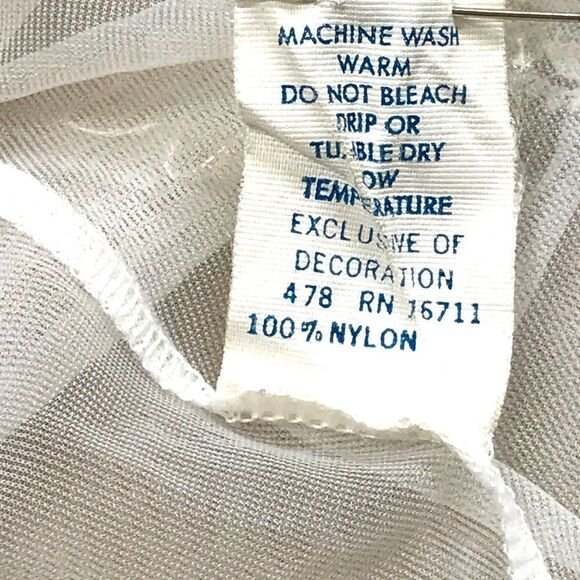 MACHINE WASH
WARM
DO NOT BLEACH
DRIP OR
TUMBLE DRY
LOW
TEMPERATURE
EXCLUSIVE OF
DECORATION
478 RN 16711
100% NYLON